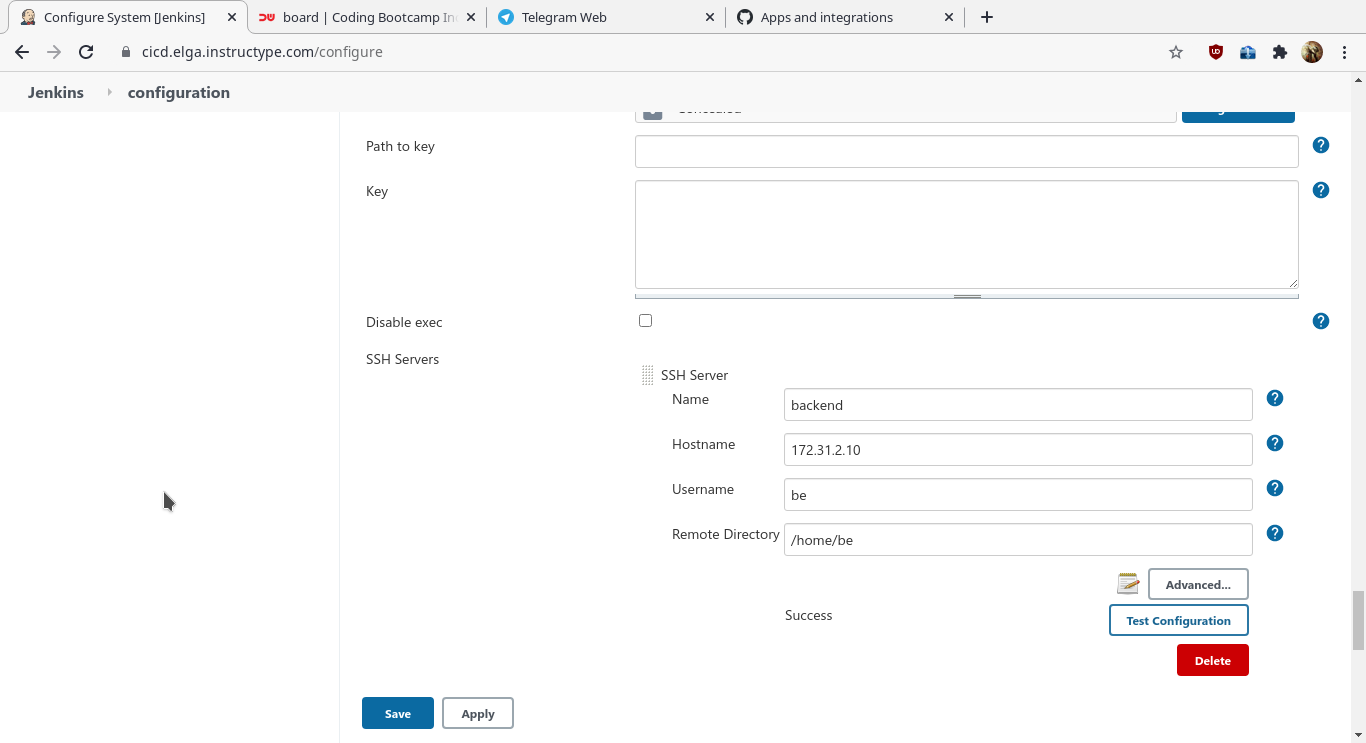 Configure System [Jenkins]
board | Coding Bootcamp In
Telegram Web
Apps and integrations
cicd.elga.instructype.com/configure
Jenkins
configuration
Path to key
Key
Disable exec
SSH Servers
SSH Server
Name
backend
Hostname
172.31.2.10
Username
be
Remote Directory
/home/be
Advanced...
Success
Test Configuration
Delete
Save
Apply